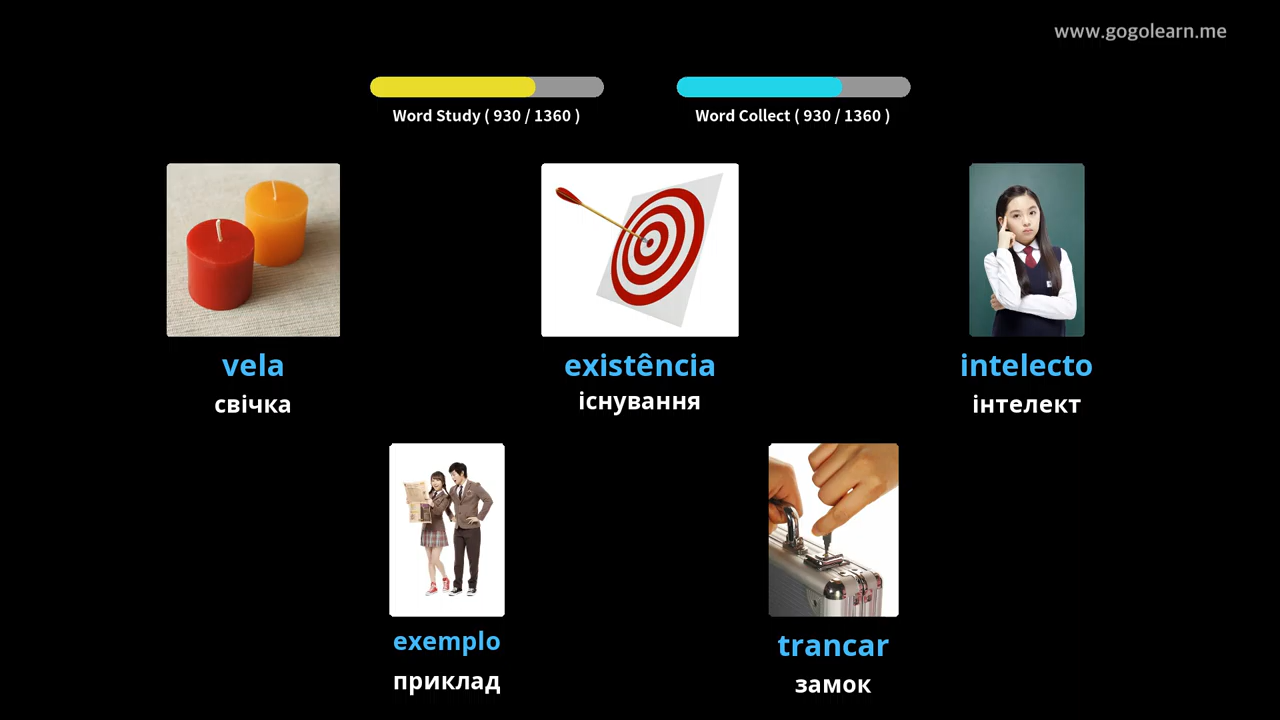 www.gogolearn.me
Word Study ( 930 / 1360 )
Word Collect ( 930 / 1360 )
vela
свічка
existência
існування
intelecto
інтелект
exemplo
приклад
trancar
замок